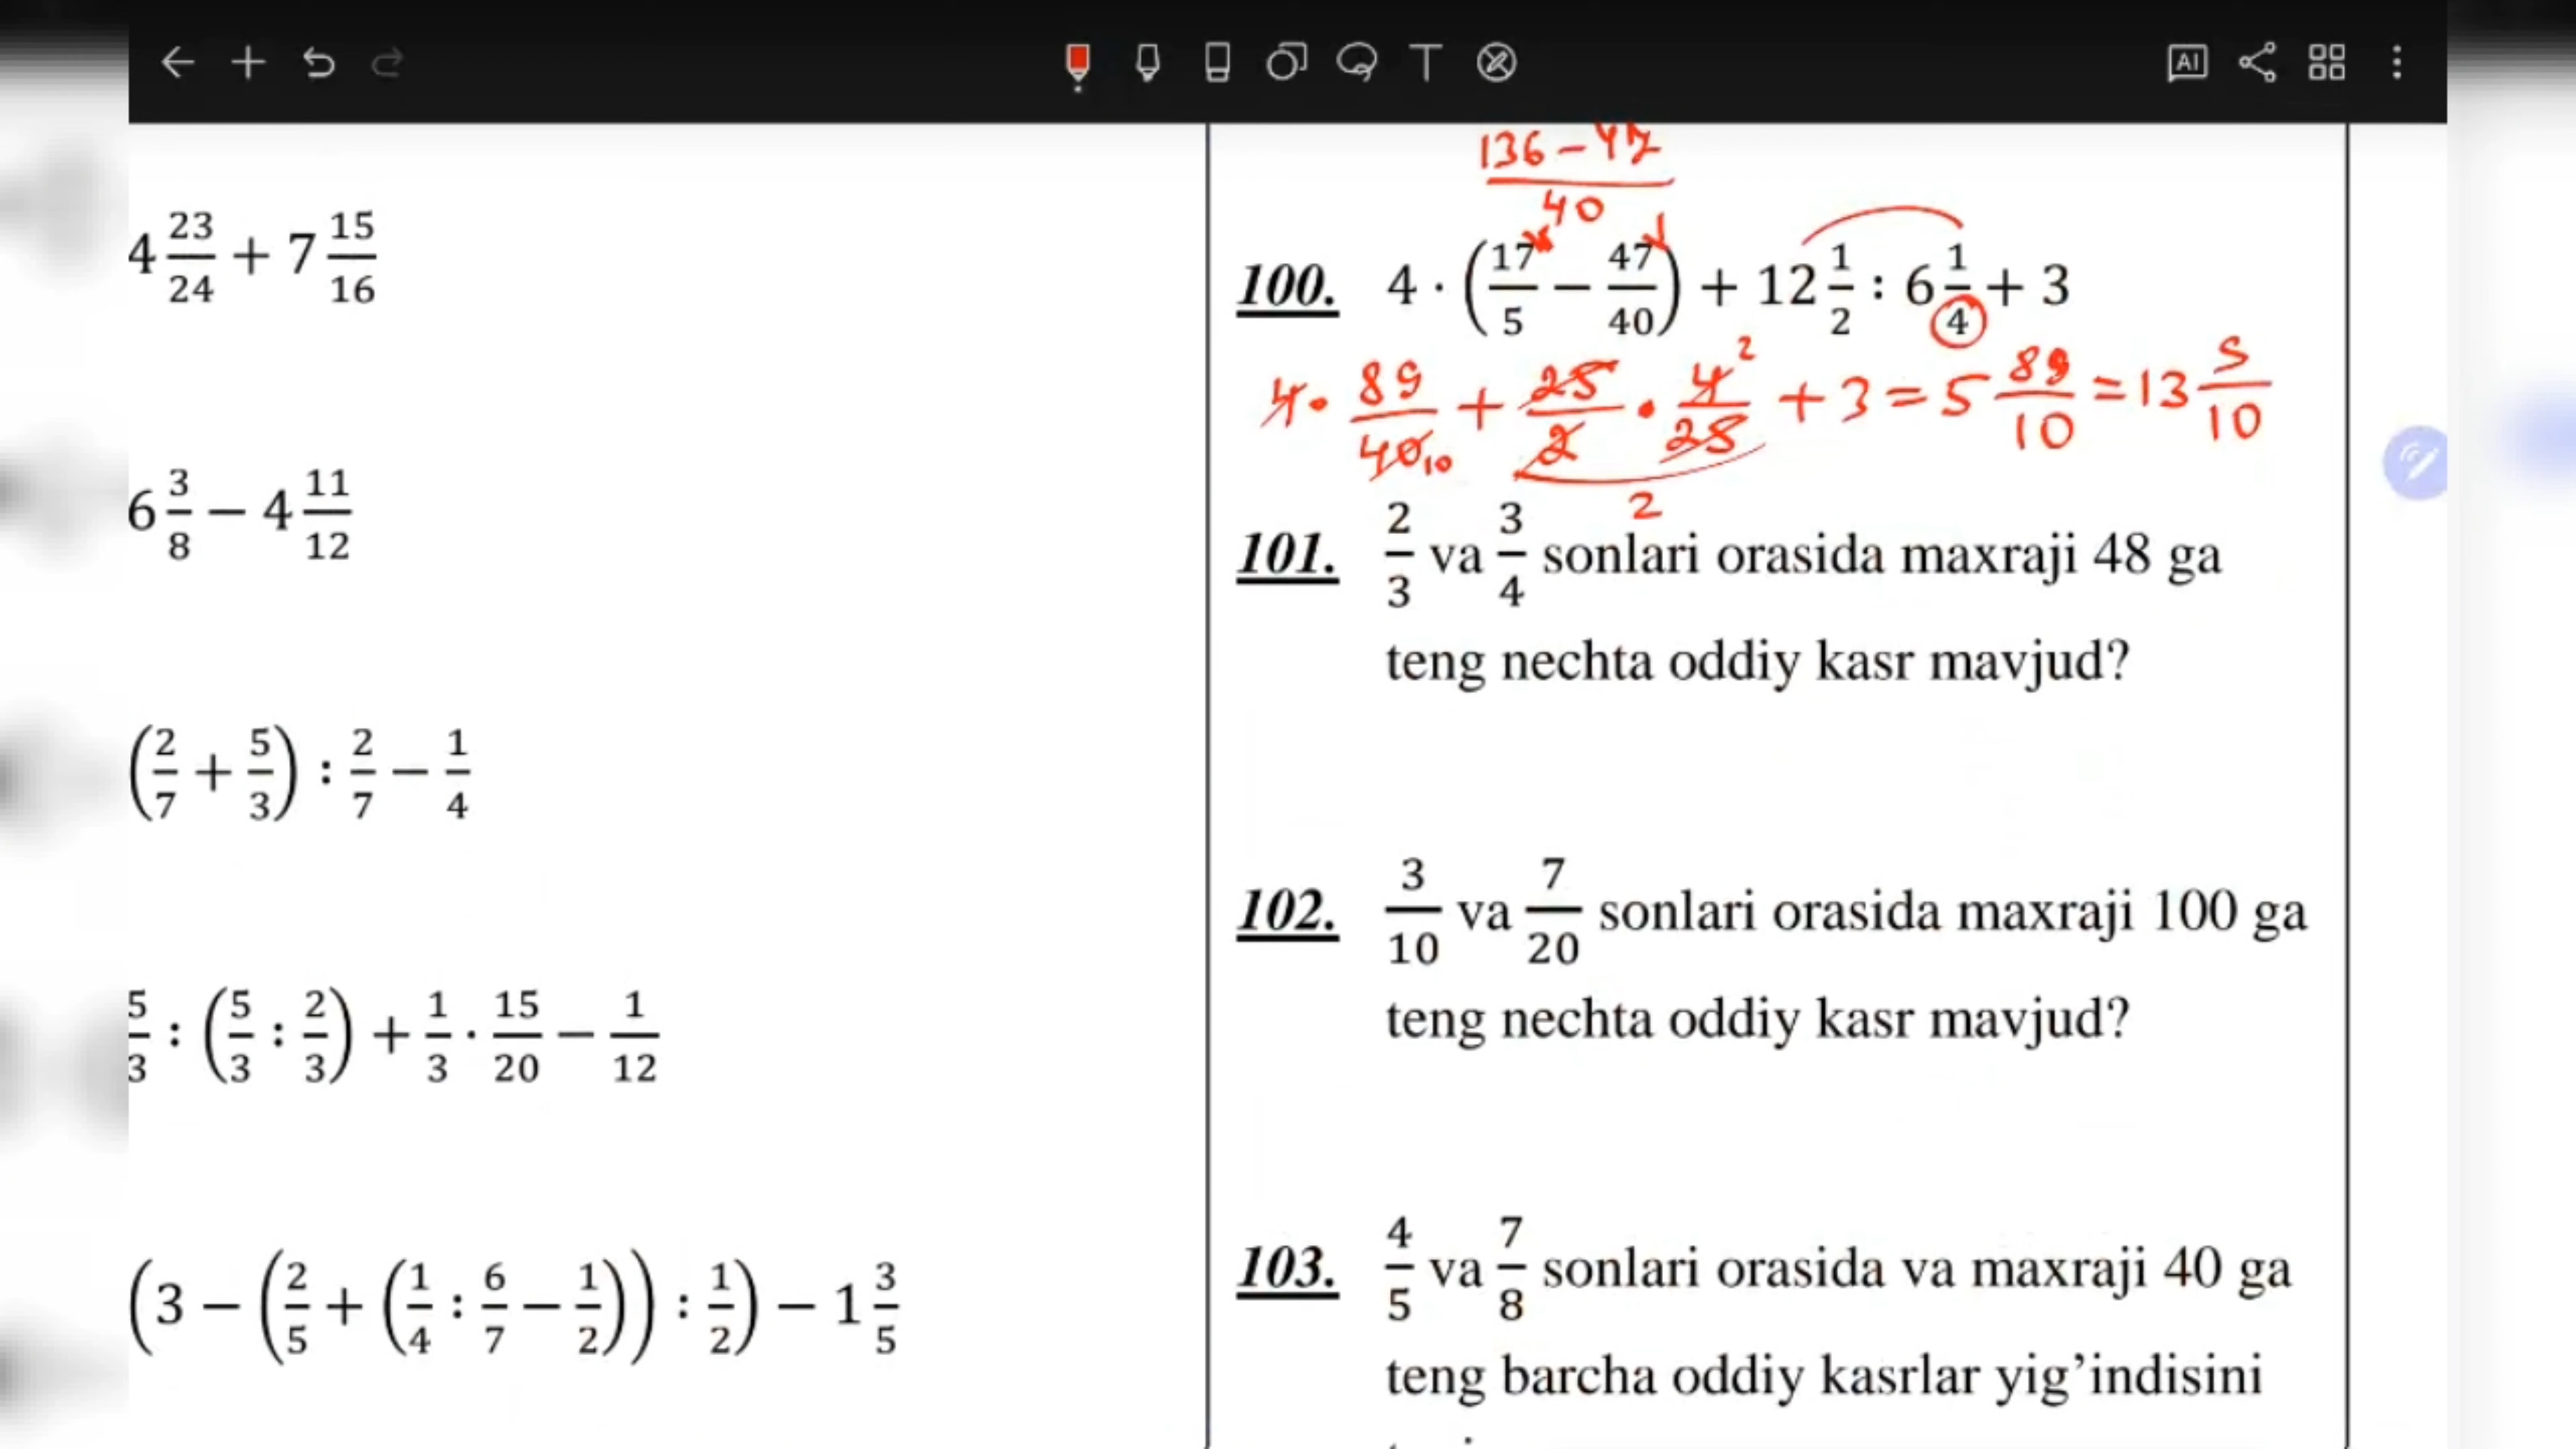 AI
4 23/24 + 7 15/16
6 3/8 − 4 11/12
(2/7 + 5/3) : 2/7 − 1/4
5/3 : (5/3 : 2/3) + 1/3 · 15/20 − 1/12
(3 − (2/5 + (1/4 : 6/7 − 1/2)) : 1/2) − 1 3/5
136 − 47
40
100. 4 · (17/5 − 47/40) + 12 1/2 : 6 1/4 + 3
4 · 89/40 10 + 25/2 · 4 2/25 + 3 = 5 89/10 = 13 9/10
2
101. 2/3 va 3/4 sonlari orasida maxraji 48 ga
teng nechta oddiy kasr mavjud?
102. 3/10 va 7/20 sonlari orasida maxraji 100 ga
teng nechta oddiy kasr mavjud?
103. 4/5 va 7/8 sonlari orasida va maxraji 40 ga
teng barcha oddiy kasrlar yig’indisini